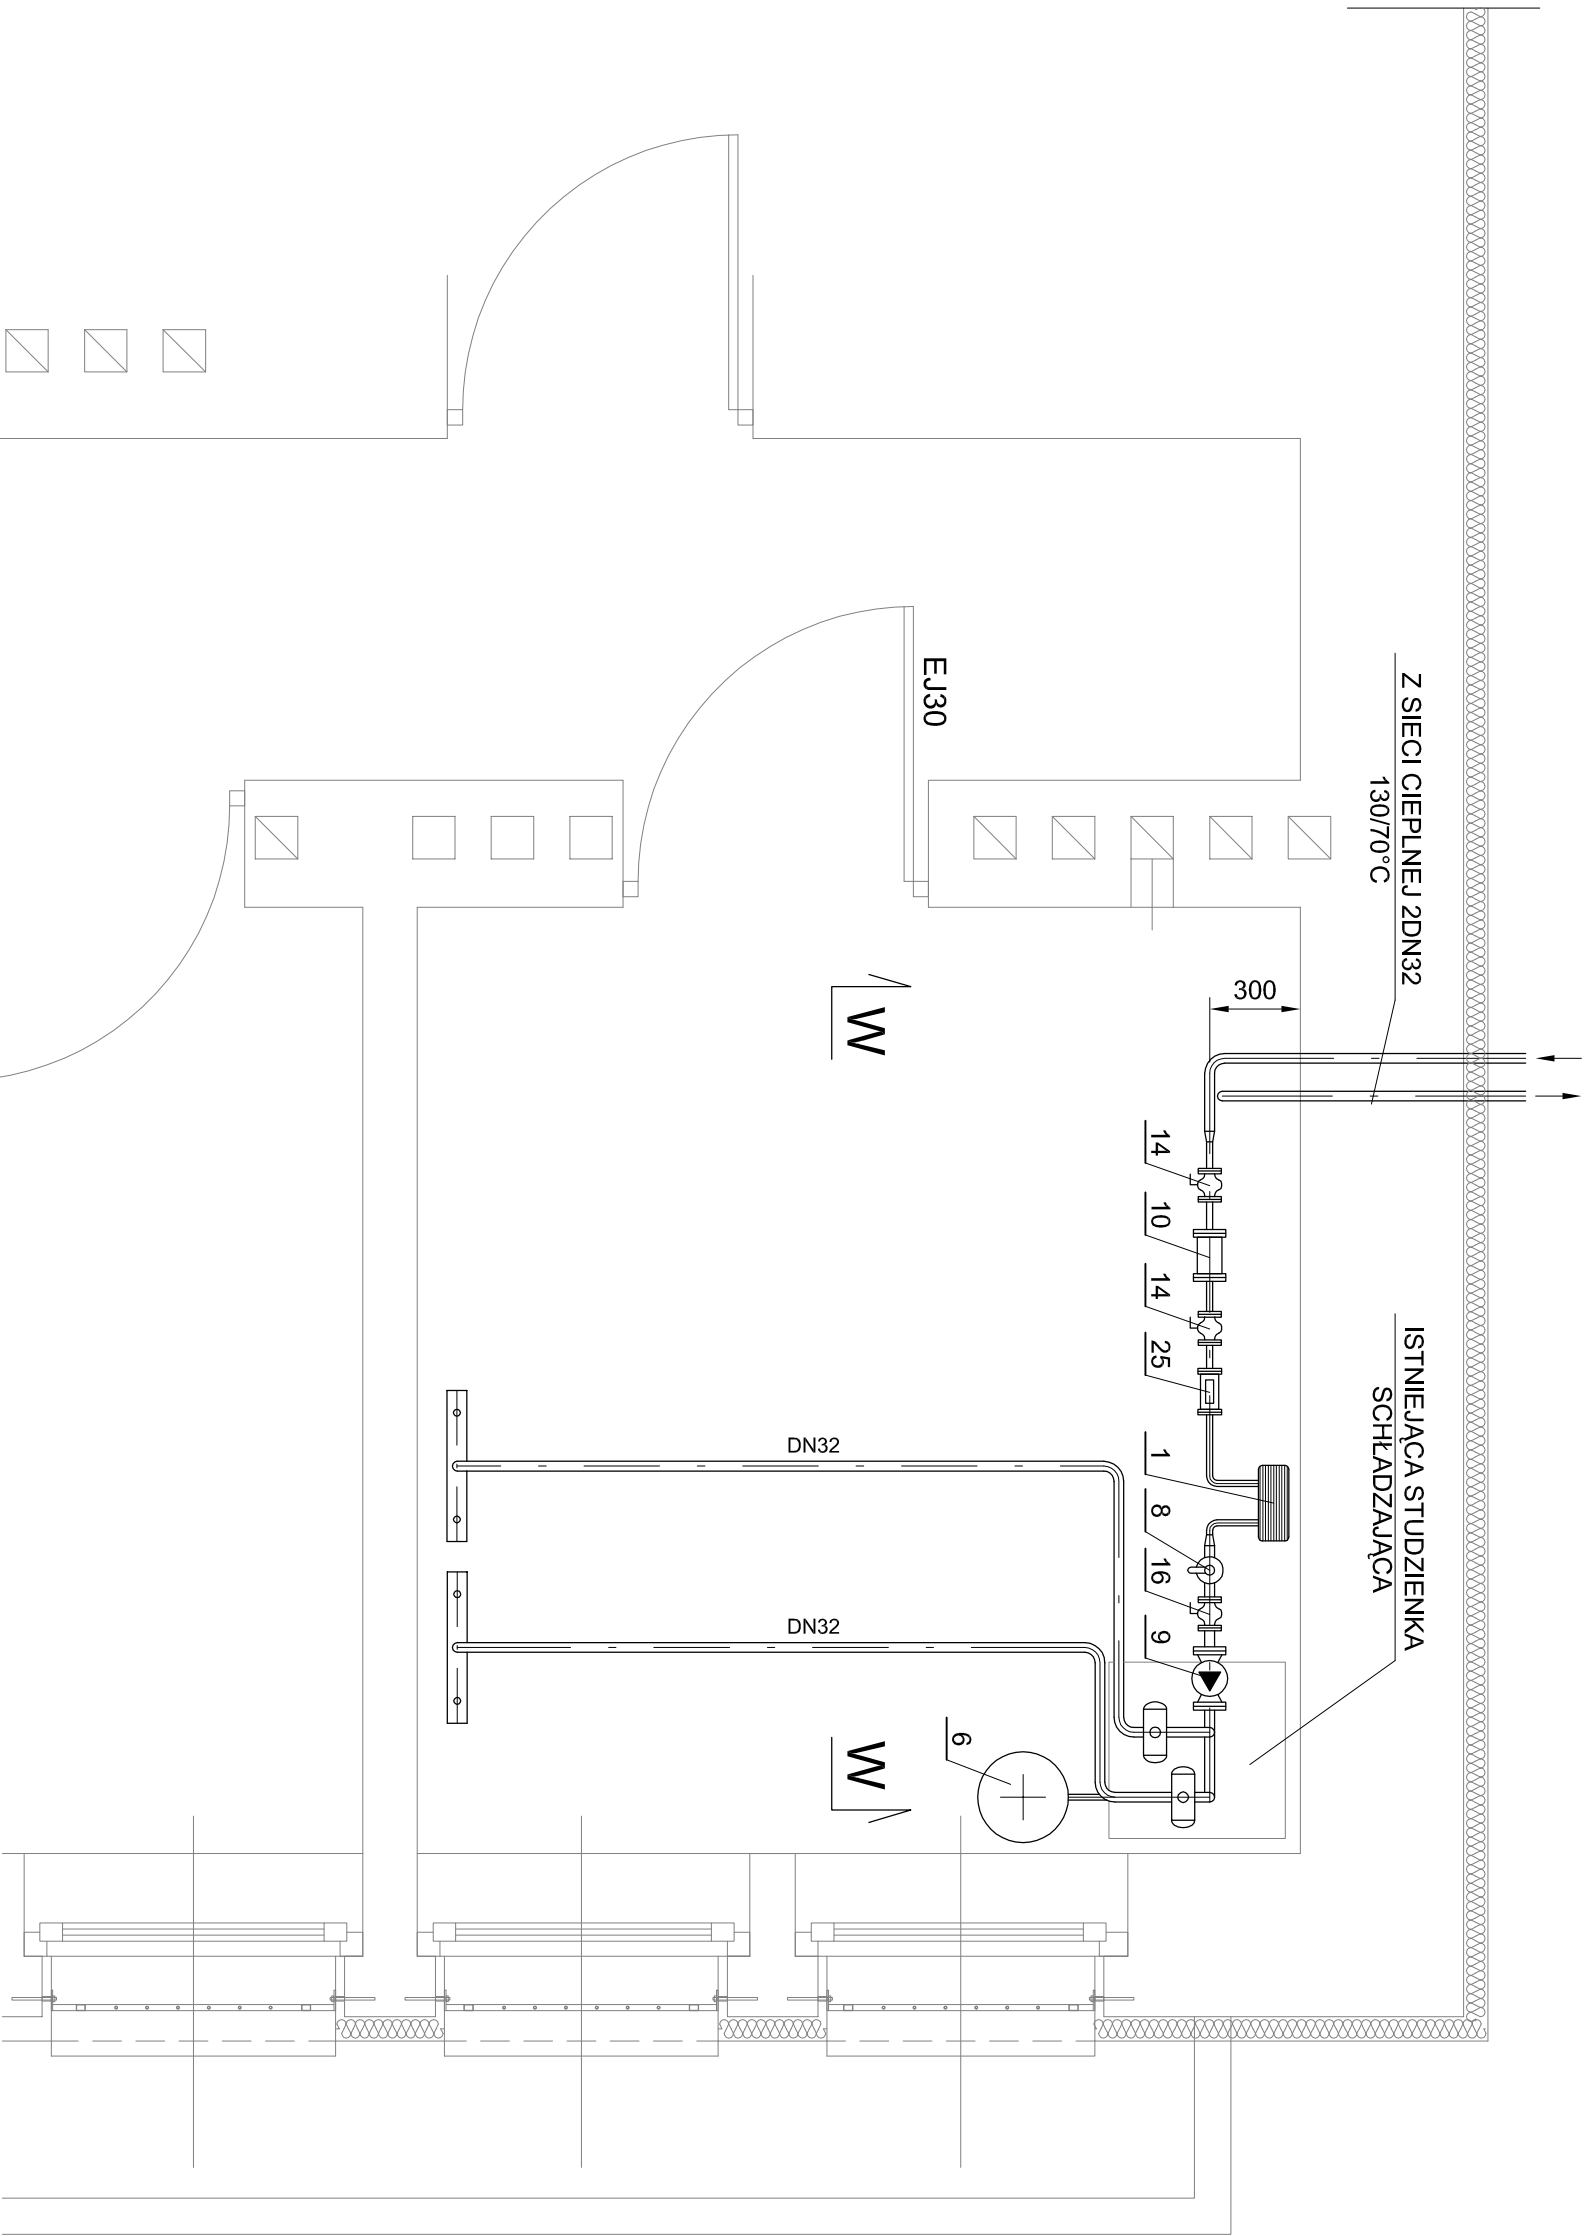 Z SIECI CIEPLNEJ 2DN32
130/70°C
EJ30
300
W
14
10
14
25
1
8
16
9
ISTNIEJĄCA STUDZIENKA
SCHŁADZAJĄCA
DN32
DN32
6
W